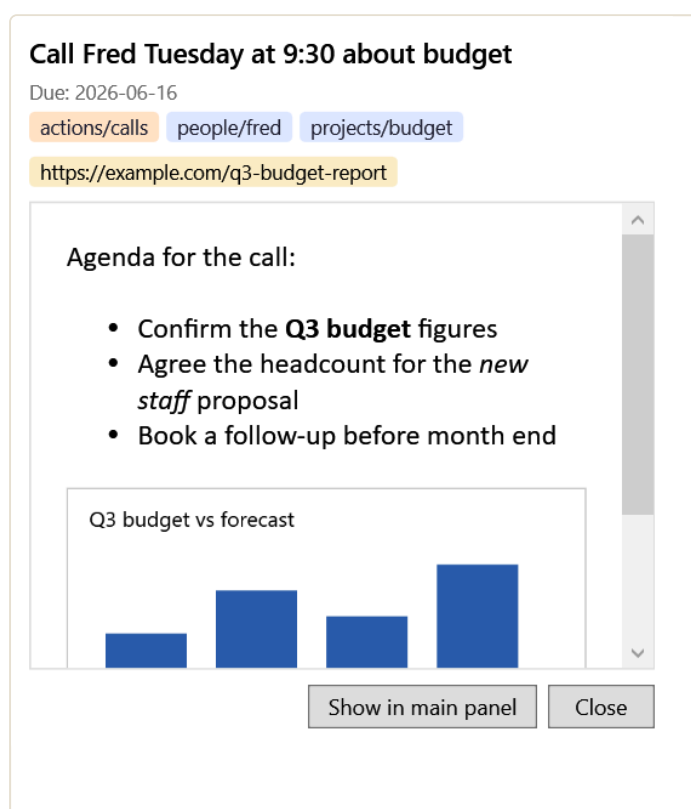 Call Fred Tuesday at 9:30 about budget
Due: 2026-06-16
actions/calls people/fred projects/budget
https://example.com/q3-budget-report
Agenda for the call:
• Confirm the Q3 budget figures
• Agree the headcount for the new
staff proposal
• Book a follow-up before month end
Q3 budget vs forecast
Show in main panel Close